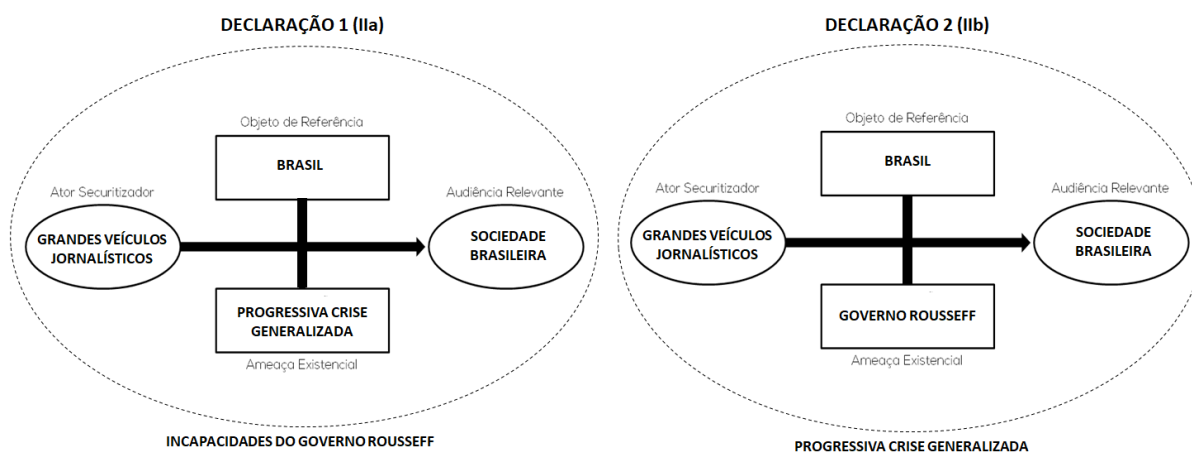 DECLARAÇÃO 1 (IIa)
Objeto de Referência
BRASIL
Ator Securitizador
Audiência Relevante
GRANDES VEÍCULOS
JORNALÍSTICOS
SOCIEDADE
BRASILEIRA
PROGRESSIVA CRISE
GENERALIZADA
Ameaça Existencial
INCAPACIDADES DO GOVERNO ROUSSEFF
DECLARAÇÃO 2 (IIb)
Objeto de Referência
BRASIL
Ator Securitizador
Audiência Relevante
GRANDES VEÍCULOS
JORNALÍSTICOS
SOCIEDADE
BRASILEIRA
GOVERNO ROUSSEFF
Ameaça Existencial
PROGRESSIVA CRISE GENERALIZADA